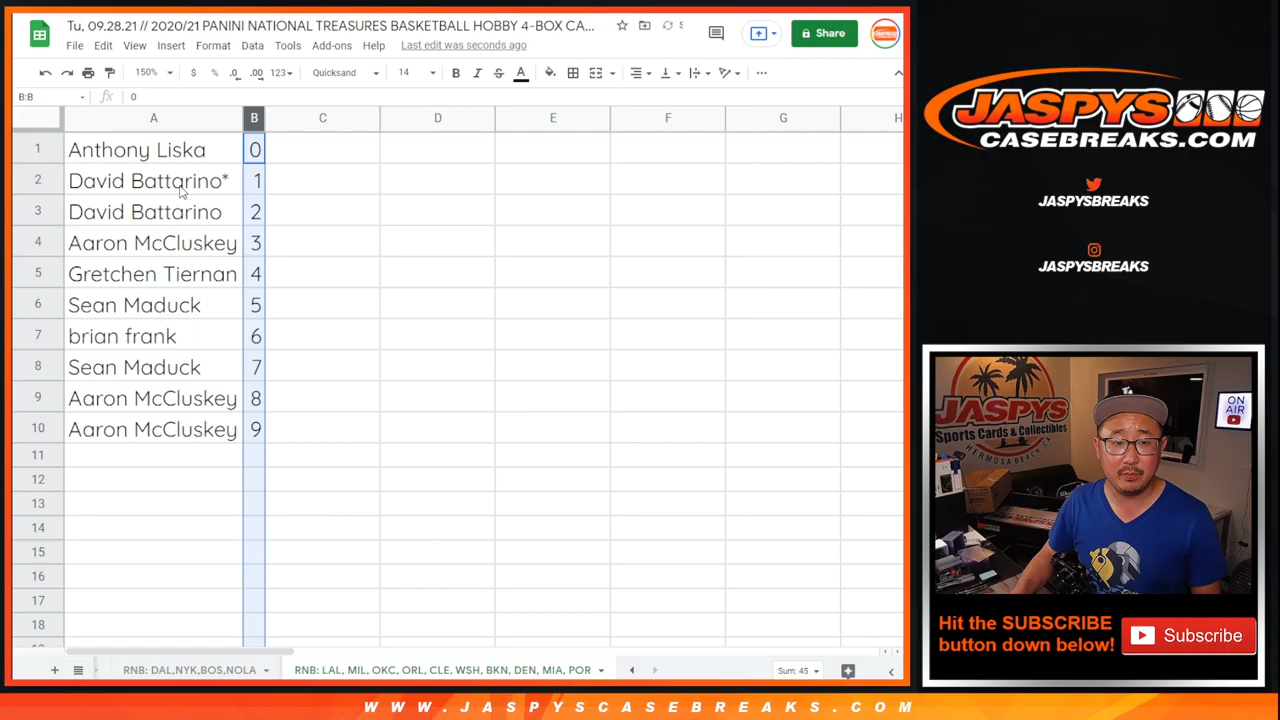 Tu, 09.28.21 // 2020/21 PANINI NATIONAL TREASURES BASKETBALL HOBBY 4-BOX CA...
File Edit View Insert Format Data Tools Add-ons Help Last edit was seconds ago
Share
150% $ % .0 .00 123 Quicksand 14 B I S A
B:B fx 0
A B C D E F G H
1 Anthony Liska 0
2 David Battarino* 1
3 David Battarino 2
4 Aaron McCluskey 3
5 Gretchen Tiernan 4
6 Sean Maduck 5
7 brian frank 6
8 Sean Maduck 7
9 Aaron McCluskey 8
10 Aaron McCluskey 9
11
12
13
14
15
16
17
18
RNB: DAL,NYK,BOS,NOLA RNB: LAL, MIL, OKC, ORL, CLE, WSH, BKN, DEN, MIA, POR Sum: 45
JASPYS
CASEBREAKS.COM
JASPYSBREAKS
JASPYSBREAKS
JASPYS
Sports Cards & Collectibles
HERMOSA BEACH, CA
ON
AIR
Hit the SUBSCRIBE
button down below!
Subscribe
WWW.JASPYSCASEBREAKS.COM